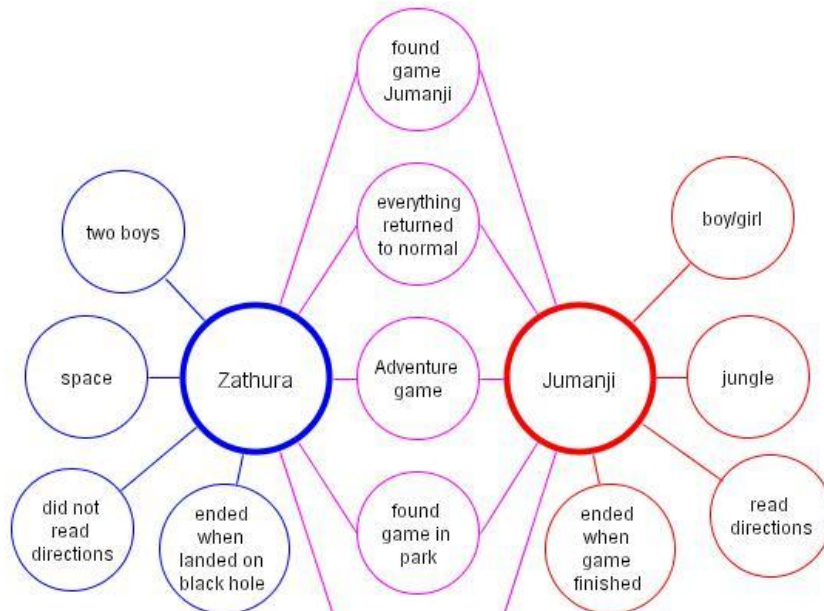 found
game
Jumanji
everything
returned
to normal
two boys
boy/girl
space
Zathura
Adventure
game
Jumanji
jungle
did not
read
directions
ended
when
landed on
black hole
found
game in
park
ended
when
game
finished
read
directions